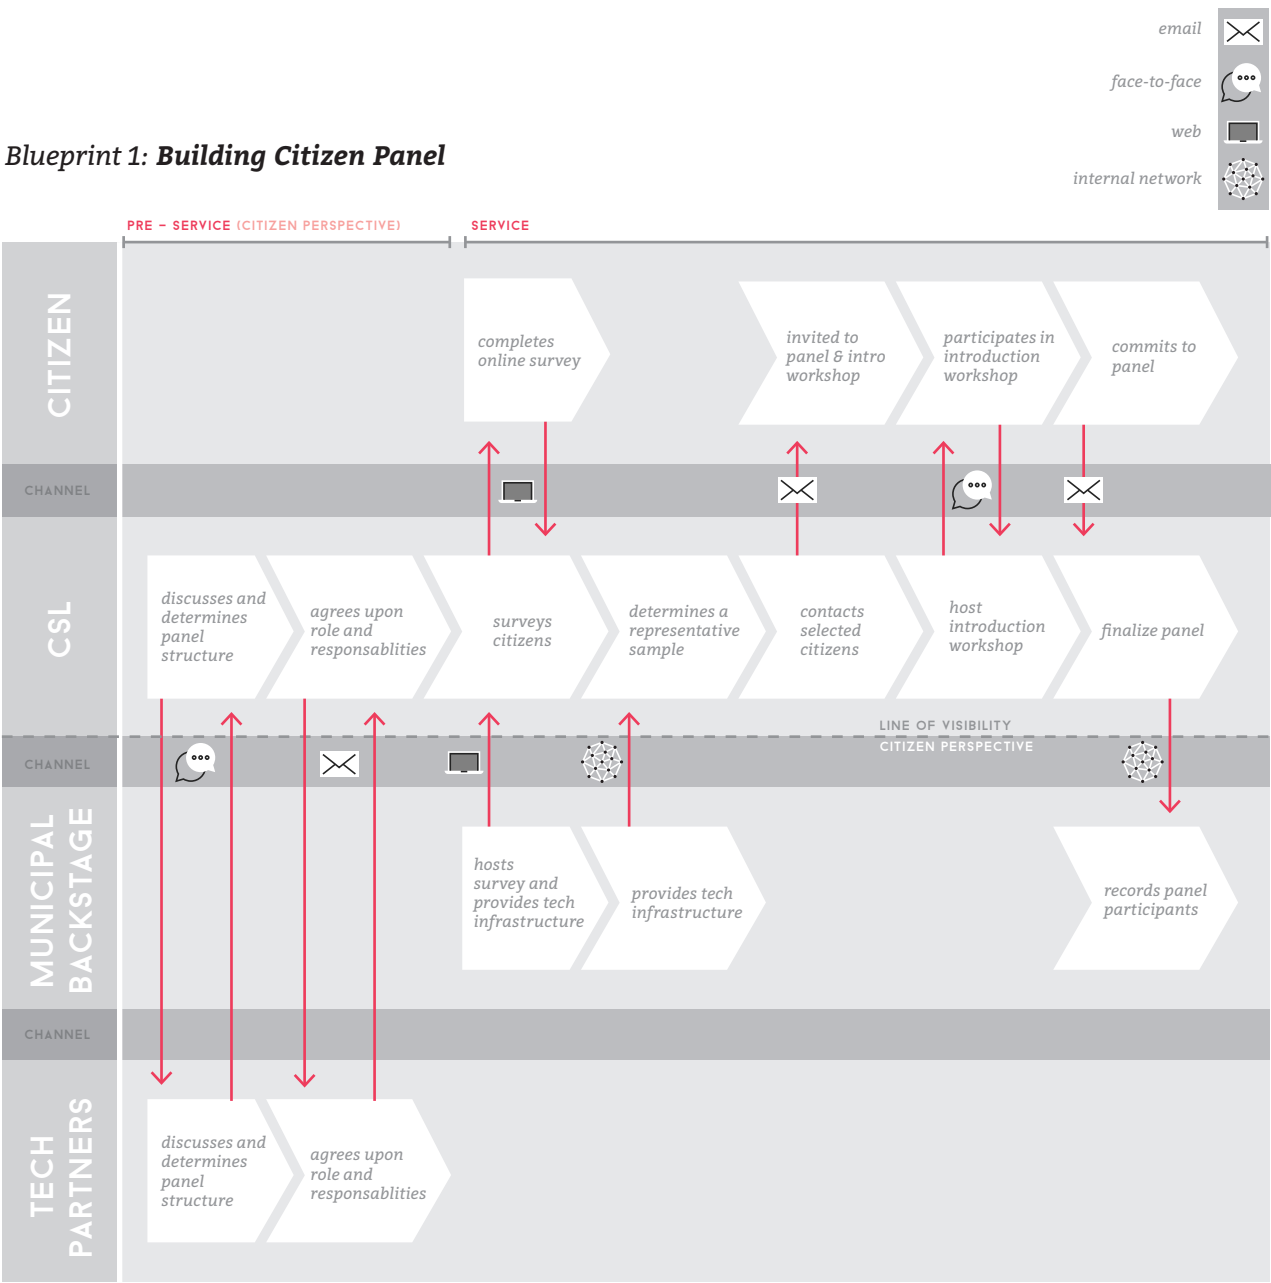 email
face-to-face
web
internal network
Blueprint 1: Building Citizen Panel
PRE – SERVICE (CITIZEN PERSPECTIVE)
SERVICE
CITIZEN
completes
online survey
invited to
panel & intro
workshop
participates in
introduction
workshop
commits to
panel
CHANNEL
CSL
discusses and
determines
panel
structure
agrees upon
role and
responsablities
surveys
citizens
determines a
representative
sample
contacts
selected
citizens
host
introduction
workshop
finalize panel
LINE OF VISIBILITY
CITIZEN PERSPECTIVE
CHANNEL
MUNICIPAL
BACKSTAGE
hosts
survey and
provides tech
infrastructure
provides tech
infrastructure
records panel
participants
CHANNEL
TECH
PARTNERS
discusses and
determines
panel
structure
agrees upon
role and
responsablities